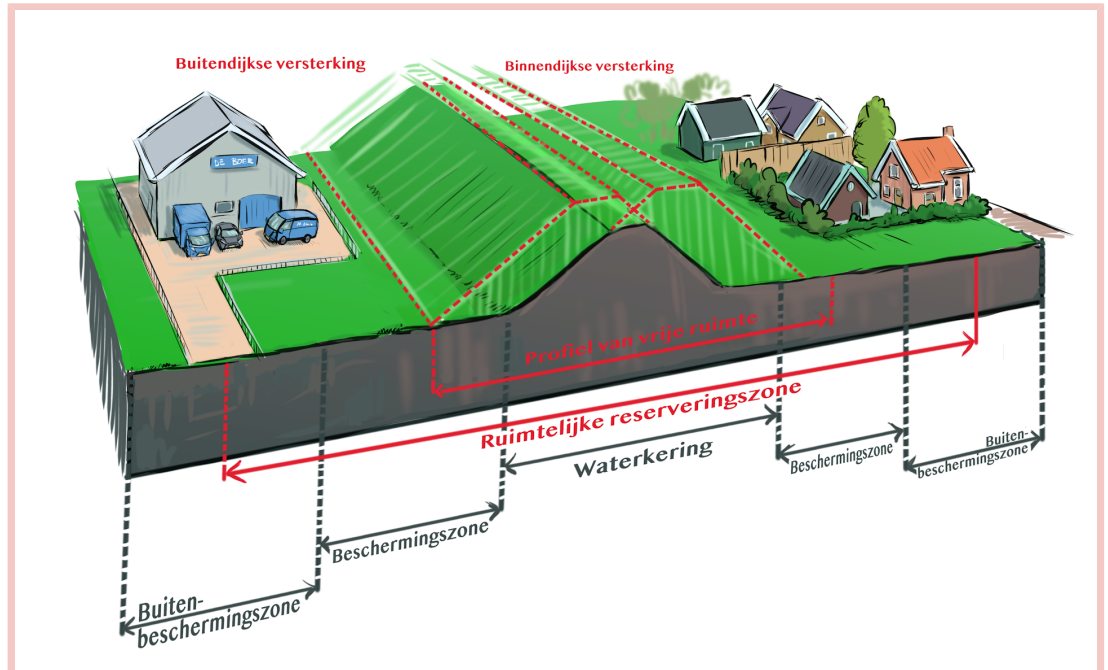 Buitendijkse versterking
Binnendijkse versterking
DE BOER
Profiel van vrije ruimte
Ruimtelijke reserveringszone
Waterkering
Beschermingszone
Buiten-
beschermingszone
Beschermingszone
Buiten-
beschermingszone